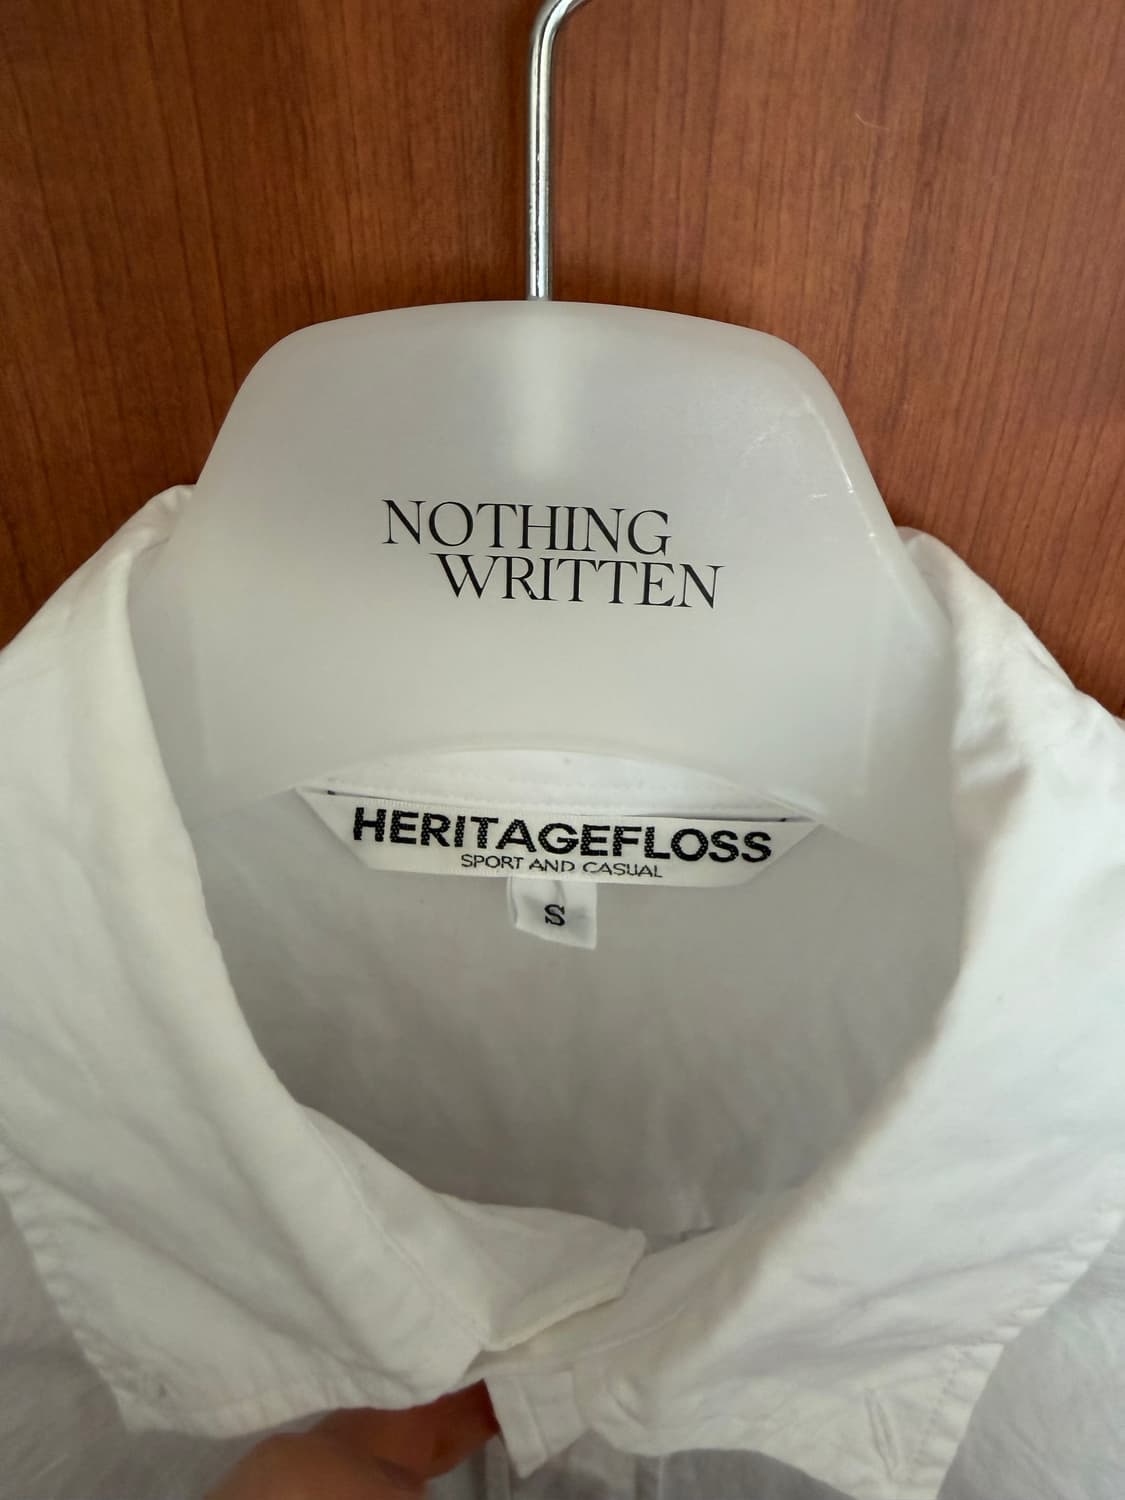 NOTHING
WRITTEN
HERITAGEFLOSS
SPORT AND CASUAL
S